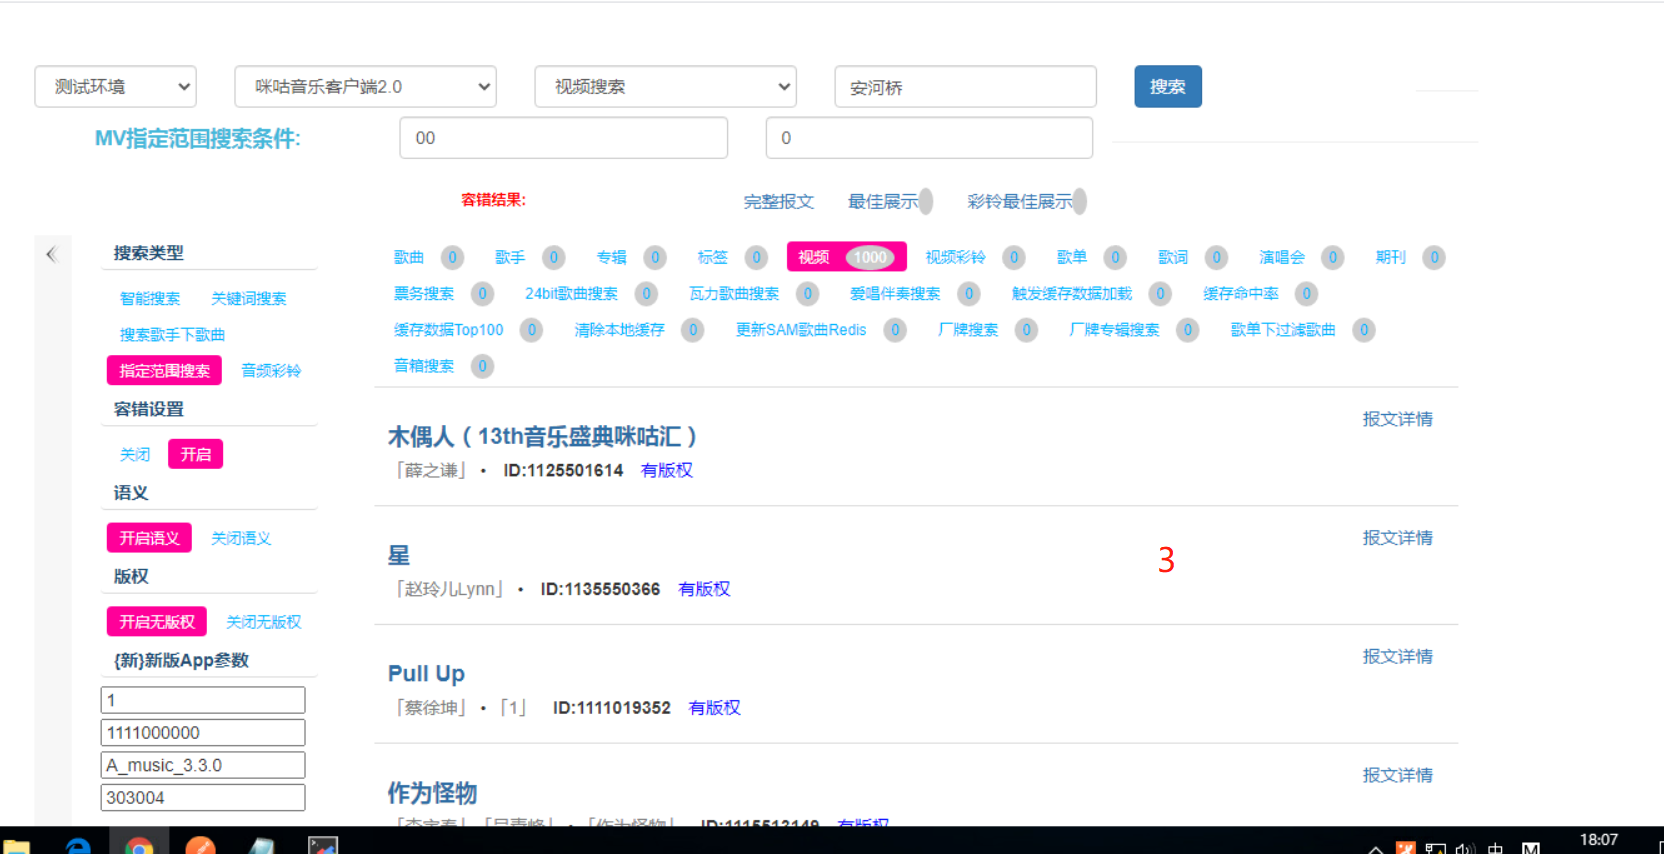 测试环境 咪咕音乐客户端2.0 视频搜索 安河桥 搜索
MV指定范围搜索条件: 00 0
容错结果: 完整报文 最佳展示 彩铃最佳展示
搜索类型
智能搜索 关键词搜索
搜索歌手下歌曲
指定范围搜索 音频彩铃
容错设置
关闭 开启
语义
开启语义 关闭语义
版权
开启无版权 关闭无版权
{新}新版App参数
1
1111000000
A_music_3.3.0
303004
歌曲 0 歌手 0 专辑 0 标签 0 视频 1000 视频彩铃 0 歌单 0 歌词 0 演唱会 0 期刊 0
票务搜索 0 24bit歌曲搜索 0 瓦力歌曲搜索 0 爱唱伴奏搜索 0 触发缓存数据加载 0 缓存命中率 0
缓存数据Top100 0 清除本地缓存 0 更新SAM歌曲Redis 0 厂牌搜索 0 厂牌专辑搜索 0 歌单下过滤歌曲 0
音箱搜索 0
报文详情
木偶人（13th音乐盛典咪咕汇）
「薛之谦」 • ID:1125501614 有版权
报文详情
星
3
「赵玲儿Lynn」 • ID:1135550366 有版权
报文详情
Pull Up
「蔡徐坤」 • 「1」 ID:1111019352 有版权
报文详情
作为怪物
「作为怪物」 ID:1115513149 有版权
中 M 18:07